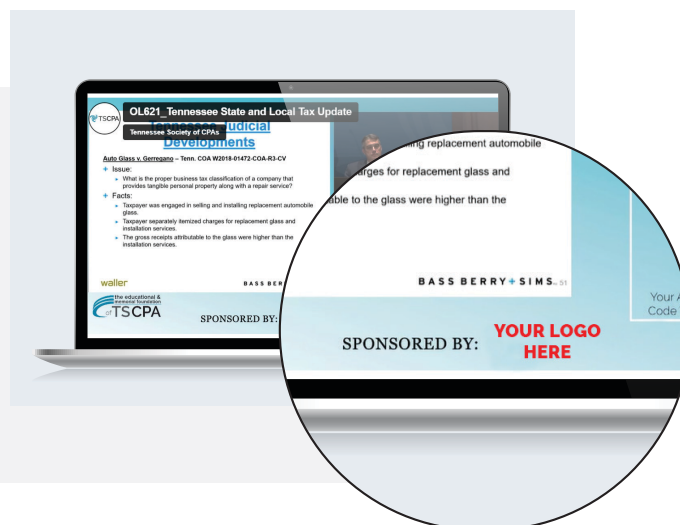 TSCPA
OL621_Tennessee State and Local Tax Update
Tennessee Society of CPAs
Tennessee Judicial
Developments
Auto Glass v. Gerregano – Tenn. COA W2018-01472-COA-R3-CV
+ Issue:
What is the proper business tax classification of a company that
provides tangible personal property along with a repair service?
+ Facts:
Taxpayer was engaged in selling and installing replacement automobile
glass.
Taxpayer separately itemized charges for replacement glass and
installation services.
The gross receipts attributable to the glass were higher than the
installation services.
waller
BASS BER
the educational &
memorial foundation
of TSCPA
SPONSORED BY:
replacement automobile
arges for replacement glass and
able to the glass were higher than the
BASS BERRY + SIMS 51
Your A
Code
SPONSORED BY:
YOUR LOGO
HERE